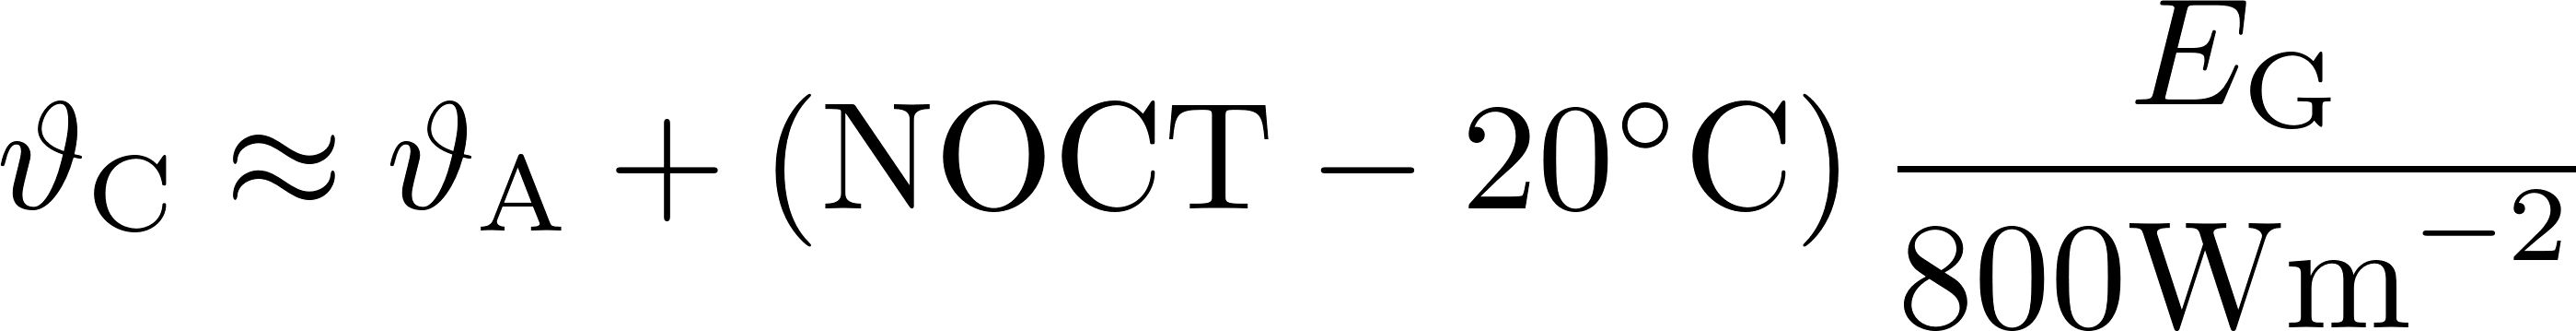 ϑ_C ≈ ϑ_A + (NOCT − 20°C) E_G / 800Wm⁻²